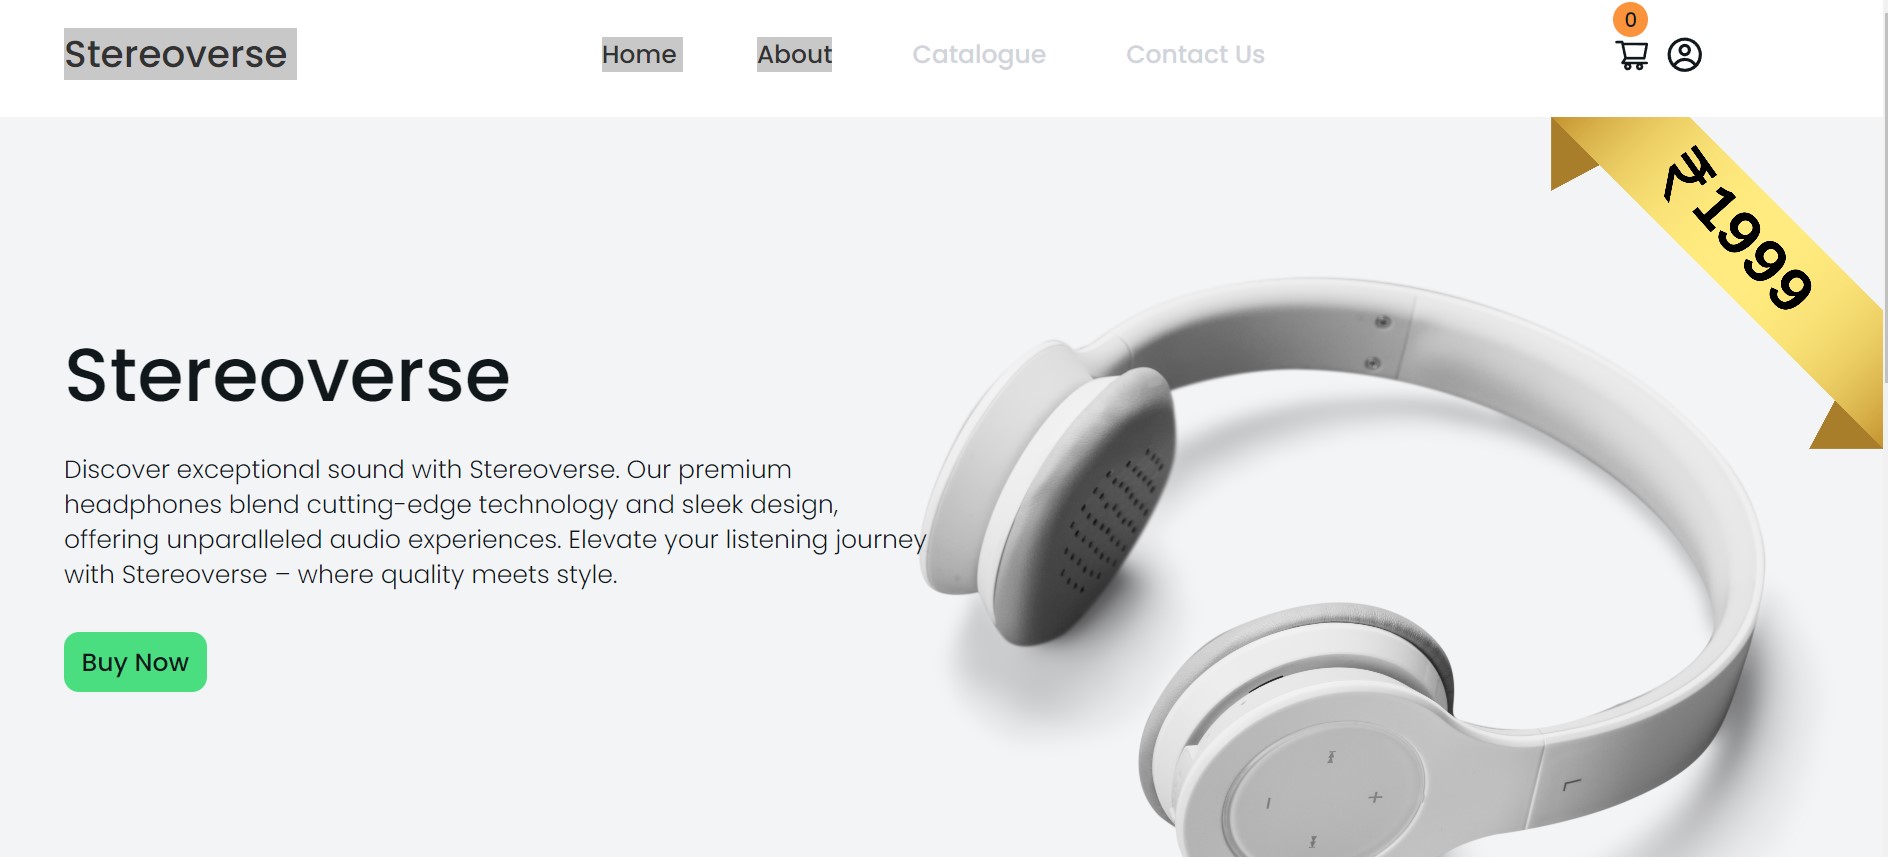 Stereoverse
Home
About
Catalogue
Contact Us
0
₹1999
Stereoverse
Discover exceptional sound with Stereoverse. Our premium
headphones blend cutting-edge technology and sleek design,
offering unparalleled audio experiences. Elevate your listening journey
with Stereoverse – where quality meets style.
Buy Now
L